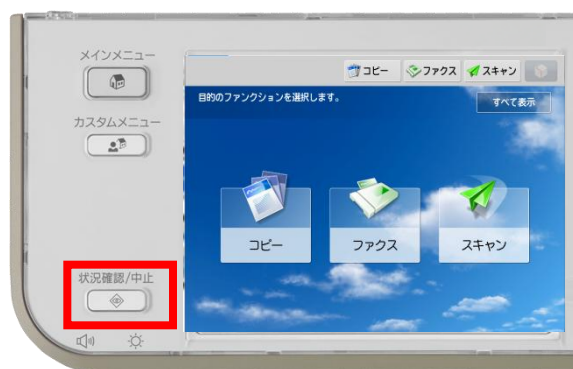 メインメニュー
コピー ファクス スキャン
目的のファンクションを選択します。
すべて表示
カスタムメニュー
コピー ファクス スキャン
状況確認/中止